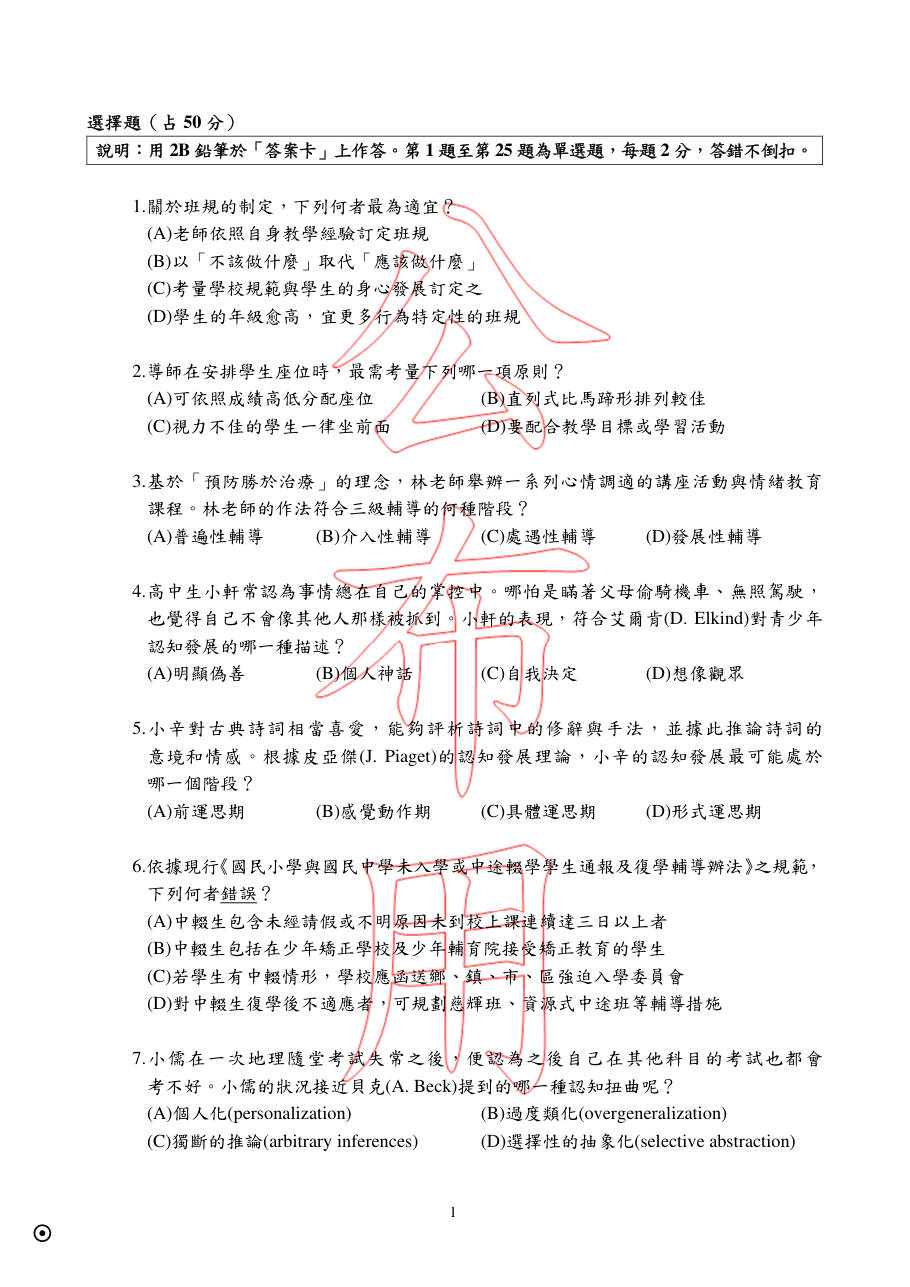 選擇題（占 50 分）
說明：用 2B 鉛筆於「答案卡」上作答。第 1 題至第 25 題為單選題，每題 2 分，答錯不倒扣。
1.關於班規的制定，下列何者最為適宜？
(A)老師依照自身教學經驗訂定班規
(B)以「不該做什麼」取代「應該做什麼」
(C)考量學校規範與學生的身心發展訂定之
(D)學生的年級愈高，宜更多行為特定性的班規
2.導師在安排學生座位時，最需考量下列哪一項原則？
(A)可依照成績高低分配座位 (B)直列式比馬蹄形排列較佳
(C)視力不佳的學生一律坐前面 (D)要配合教學目標或學習活動
3.基於「預防勝於治療」的理念，林老師舉辦一系列心情調適的講座活動與情緒教育
課程。林老師的作法符合三級輔導的何種階段？
(A)普遍性輔導 (B)介入性輔導 (C)處遇性輔導 (D)發展性輔導
4.高中生小軒常認為事情總在自己的掌控中。哪怕是瞞著父母偷騎機車、無照駕駛，
也覺得自己不會像其他人那樣被抓到。小軒的表現，符合艾爾肯(D. Elkind)對青少年
認知發展的哪一種描述？
(A)明顯偽善 (B)個人神話 (C)自我決定 (D)想像觀眾
5.小辛對古典詩詞相當喜愛，能夠評析詩詞中的修辭與手法，並據此推論詩詞的
意境和情感。根據皮亞傑(J. Piaget)的認知發展理論，小辛的認知發展最可能處於
哪一個階段？
(A)前運思期 (B)感覺動作期 (C)具體運思期 (D)形式運思期
6.依據現行《國民小學與國民中學未入學或中途輟學學生通報及復學輔導辦法》之規範，
下列何者錯誤？
(A)中輟生包含未經請假或不明原因未到校上課連續達三日以上者
(B)中輟生包括在少年矯正學校及少年輔育院接受矯正教育的學生
(C)若學生有中輟情形，學校應函送鄉、鎮、市、區強迫入學委員會
(D)對中輟生復學後不適應者，可規劃慈輝班、資源式中途班等輔導措施
7.小儒在一次地理隨堂考試失常之後，便認為之後自己在其他科目的考試也都會
考不好。小儒的狀況接近貝克(A. Beck)提到的哪一種認知扭曲呢？
(A)個人化(personalization) (B)過度類化(overgeneralization)
(C)獨斷的推論(arbitrary inferences) (D)選擇性的抽象化(selective abstraction)
1
公
布
用